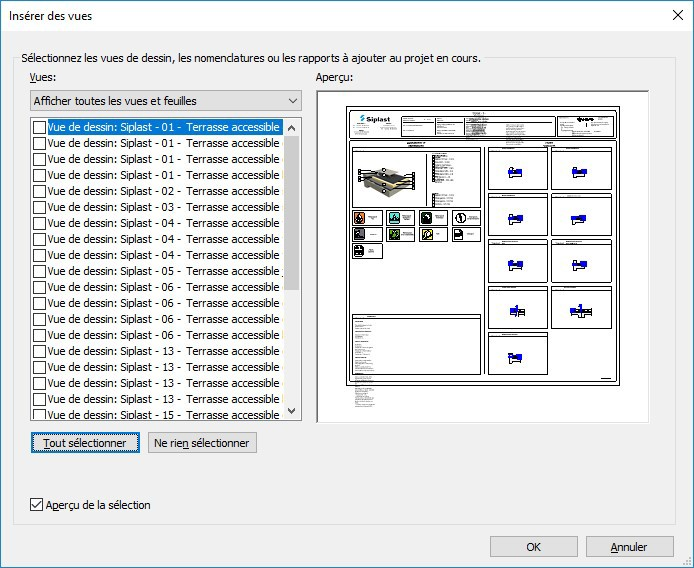 Insérer des vues
Sélectionnez les vues de dessin, les nomenclatures ou les rapports à ajouter au projet en cours.
Vues:
Aperçu:
Afficher toutes les vues et feuilles
Vue de dessin: Siplast - 01 - Terrasse accessible
Vue de dessin: Siplast - 01 - Terrasse accessible
Vue de dessin: Siplast - 01 - Terrasse accessible
Vue de dessin: Siplast - 01 - Terrasse accessible
Vue de dessin: Siplast - 02 - Terrasse accessible
Vue de dessin: Siplast - 03 - Terrasse accessible
Vue de dessin: Siplast - 04 - Terrasse accessible
Vue de dessin: Siplast - 04 - Terrasse accessible
Vue de dessin: Siplast - 04 - Terrasse accessible
Vue de dessin: Siplast - 05 - Terrasse accessible
Vue de dessin: Siplast - 06 - Terrasse accessible
Vue de dessin: Siplast - 06 - Terrasse accessible
Vue de dessin: Siplast - 06 - Terrasse accessible
Vue de dessin: Siplast - 06 - Terrasse accessible
Vue de dessin: Siplast - 13 - Terrasse accessible
Vue de dessin: Siplast - 13 - Terrasse accessible
Vue de dessin: Siplast - 13 - Terrasse accessible
Vue de dessin: Siplast - 13 - Terrasse accessible
Vue de dessin: Siplast - 15 - Terrasse accessible
Siplast
Tout sélectionner
Ne rien sélectionner
Aperçu de la sélection
OK
Annuler